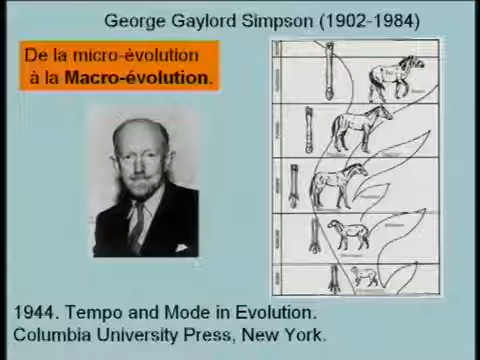 George Gaylord Simpson (1902-1984)
De la micro-évolution
à la Macro-évolution.
1944. Tempo and Mode in Evolution.
Columbia University Press, New York.